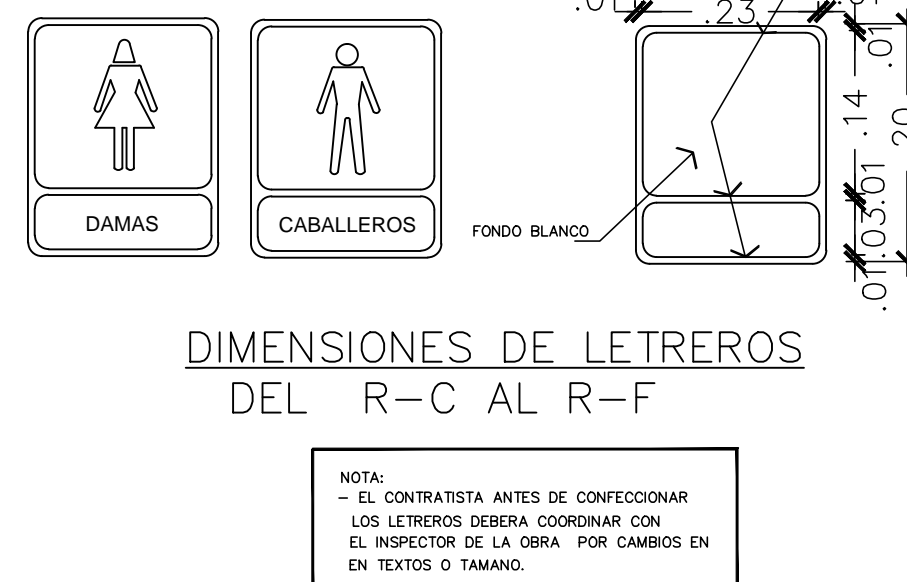 .01
.23
.01
.14
.20
.01
.03
.01
DAMAS
CABALLEROS
FONDO BLANCO
DIMENSIONES DE LETREROS
DEL R-C AL R-F
NOTA:
- EL CONTRATISTA ANTES DE CONFECCIONAR
LOS LETREROS DEBERA COORDINAR CON
EL INSPECTOR DE LA OBRA POR CAMBIOS EN
EN TEXTOS O TAMANO.